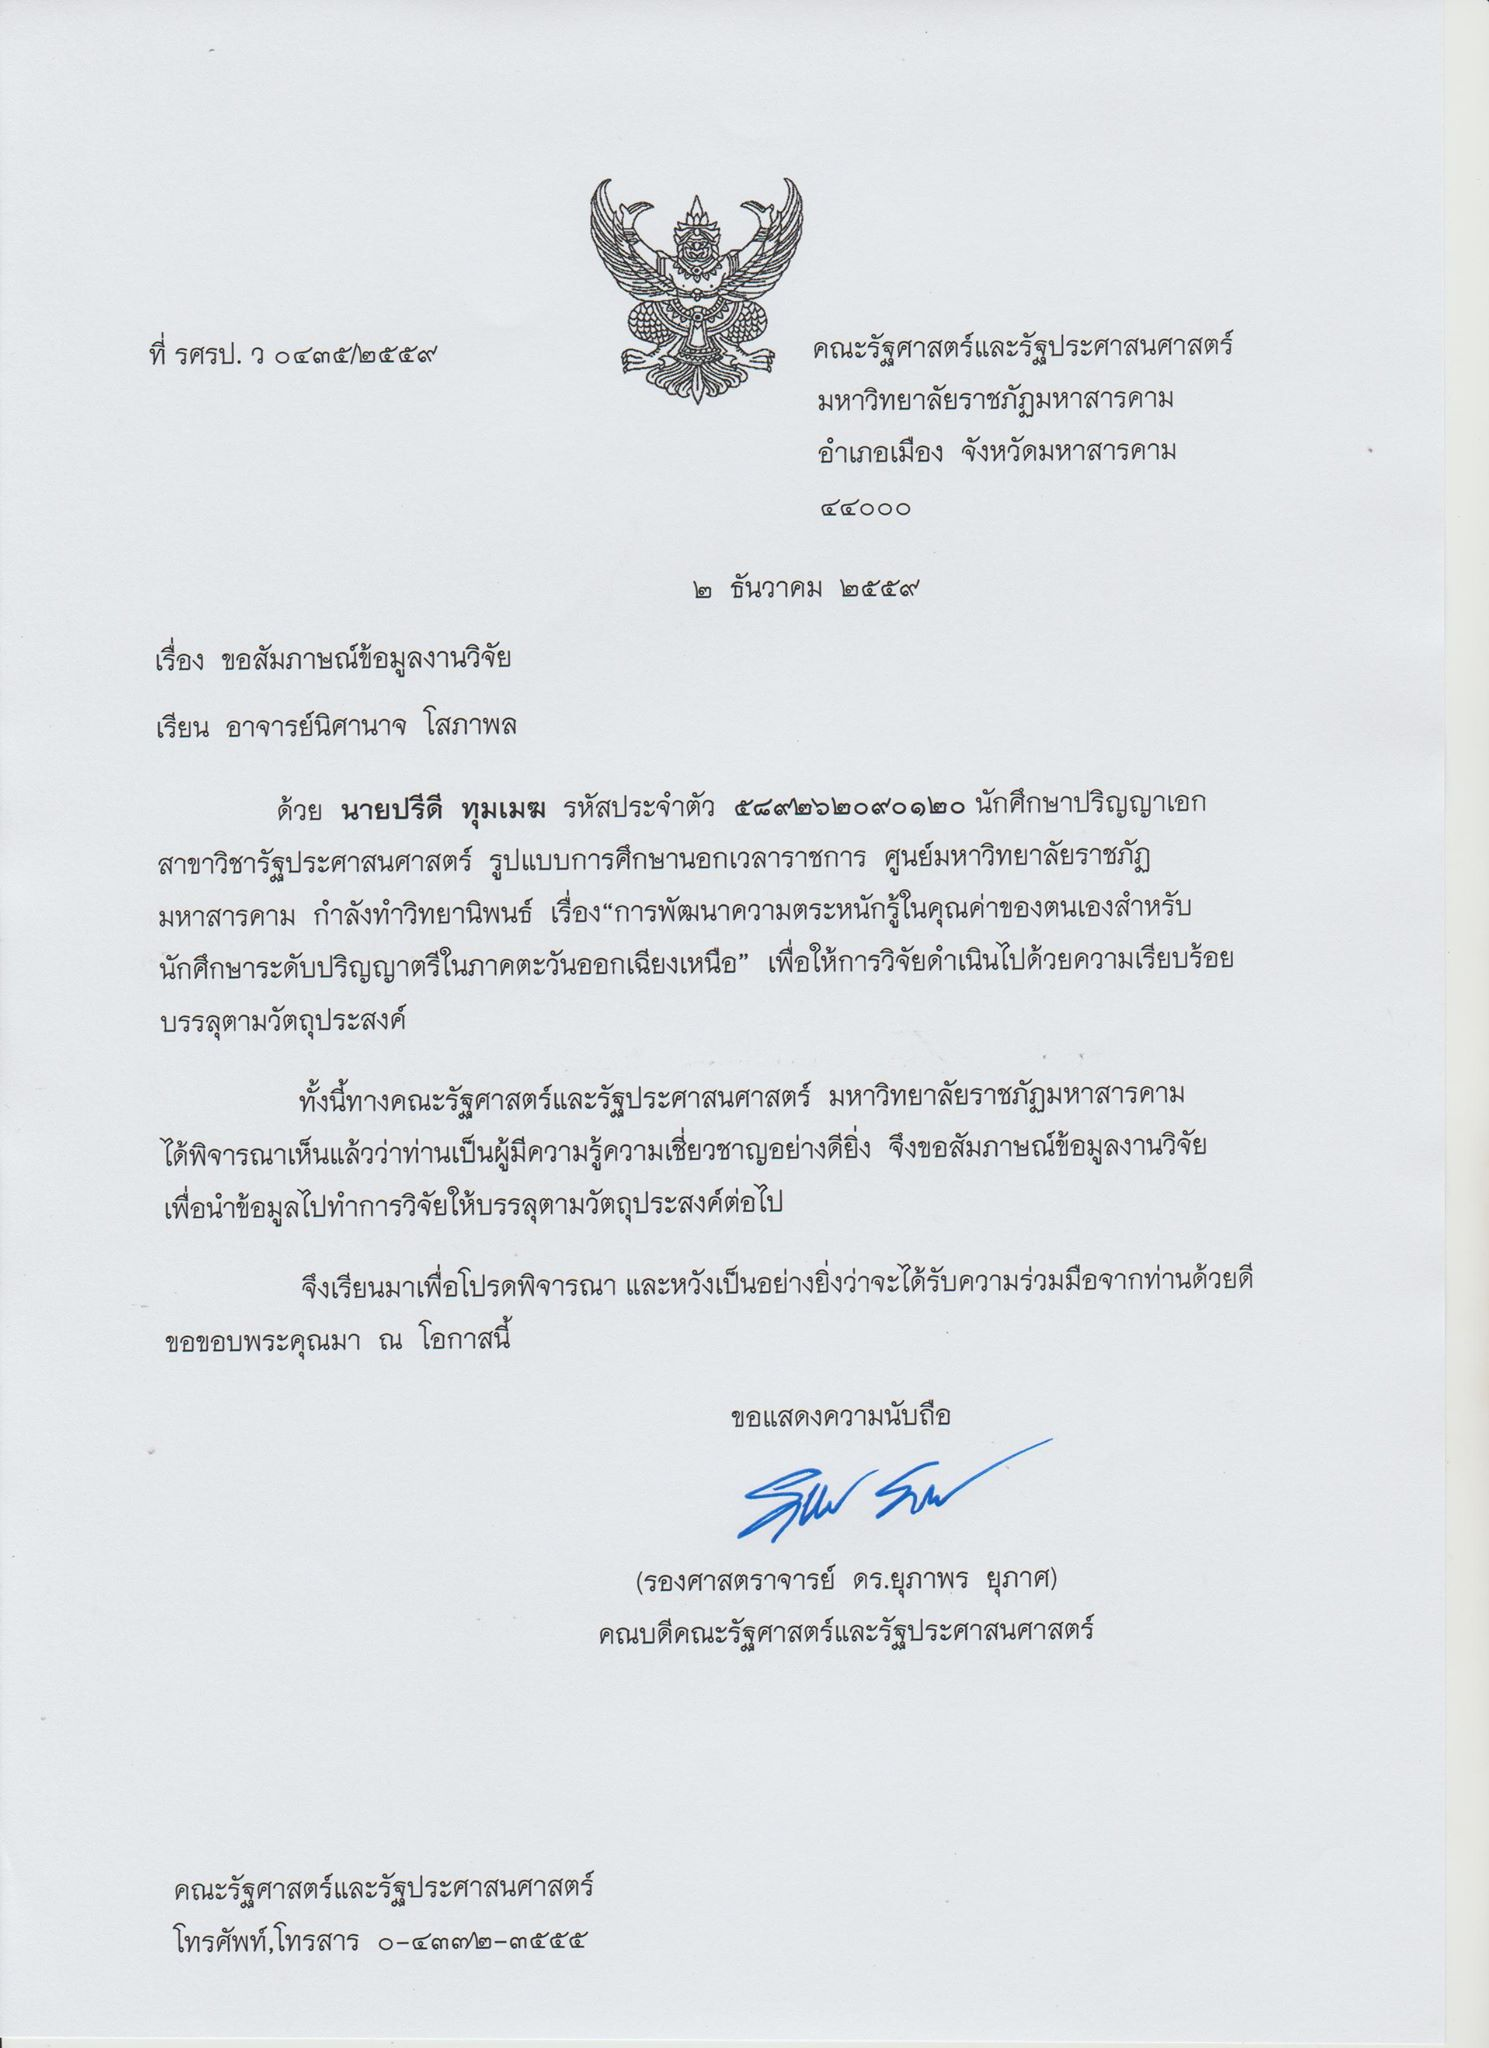 ที่ รศรป. ว ๐๔๓๕/๒๕๕๙
คณะรัฐศาสตร์และรัฐประศาสนศาสตร์
มหาวิทยาลัยราชภัฏมหาสารคาม
อำเภอเมือง จังหวัดมหาสารคาม
๔๔๐๐๐
๒ ธันวาคม ๒๕๕๙
เรื่อง ขอสัมภาษณ์ข้อมูลงานวิจัย
เรียน อาจารย์นิศานาจ โสภาพล
ด้วย นายปรีดี ทุมเมฆ รหัสประจำตัว ๕๘๙๒๖๒๐๙๐๑๒๐ นักศึกษาปริญญาเอก
สาขาวิชารัฐประศาสนศาสตร์ รูปแบบการศึกษานอกเวลาราชการ ศูนย์มหาวิทยาลัยราชภัฏ
มหาสารคาม กำลังทำวิทยานิพนธ์ เรื่อง“การพัฒนาความตระหนักรู้ในคุณค่าของตนเองสำหรับ
นักศึกษาระดับปริญญาตรีในภาคตะวันออกเฉียงเหนือ” เพื่อให้การวิจัยดำเนินไปด้วยความเรียบร้อย
บรรลุตามวัตถุประสงค์
ทั้งนี้ทางคณะรัฐศาสตร์และรัฐประศาสนศาสตร์ มหาวิทยาลัยราชภัฏมหาสารคาม
ได้พิจารณาเห็นแล้วว่าท่านเป็นผู้มีความรู้ความเชี่ยวชาญอย่างดียิ่ง จึงขอสัมภาษณ์ข้อมูลงานวิจัย
เพื่อนำข้อมูลไปทำการวิจัยให้บรรลุตามวัตถุประสงค์ต่อไป
จึงเรียนมาเพื่อโปรดพิจารณา และหวังเป็นอย่างยิ่งว่าจะได้รับความร่วมมือจากท่านด้วยดี
ขอขอบพระคุณมา ณ โอกาสนี้
ขอแสดงความนับถือ
(รองศาสตราจารย์ ดร.ยุภาพร ยุภาศ)
คณบดีคณะรัฐศาสตร์และรัฐประศาสนศาสตร์
คณะรัฐศาสตร์และรัฐประศาสนศาสตร์
โทรศัพท์,โทรสาร ๐-๔๓๗๒-๓๕๕๕